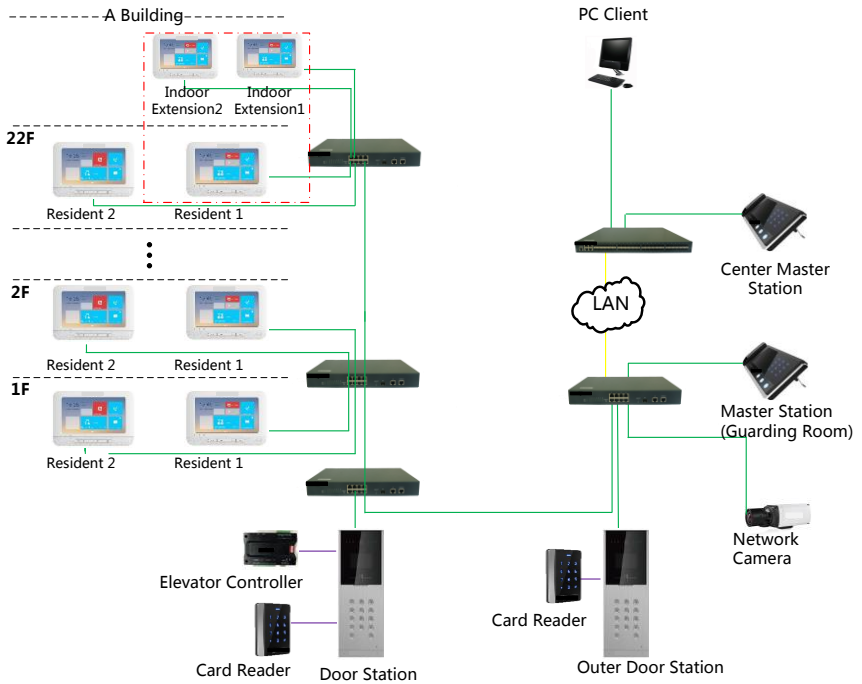 A Building
PC Client
Indoor
Extension2
Indoor
Extension1
22F
Resident 2
Resident 1
2F
Resident 2
Resident 1
1F
Resident 2
Resident 1
Center Master
Station
LAN
Master Station
(Guarding Room)
Network
Camera
Elevator Controller
Card Reader
Door Station
Card Reader
Outer Door Station